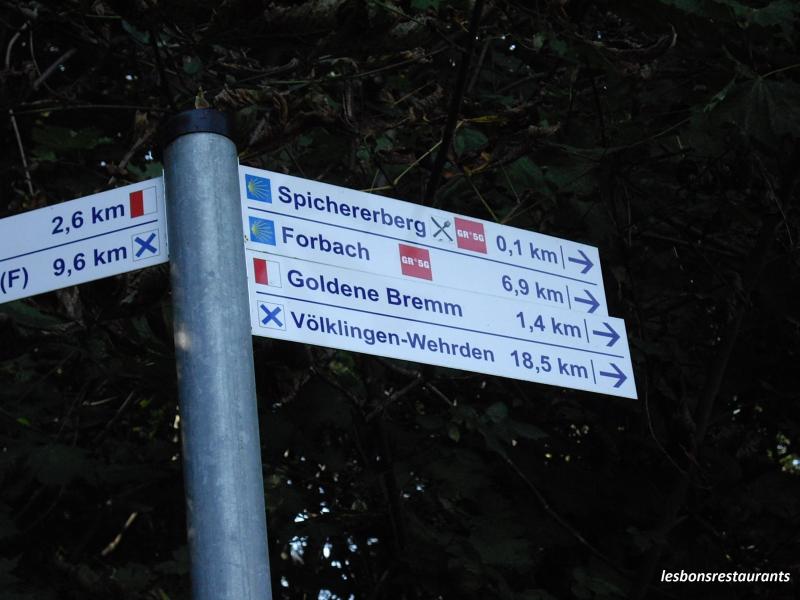 2,6 km
(F) 9,6 km
Spichererberg GR®5G 0,1 km
Forbach GR®5G 6,9 km
Goldene Bremm 1,4 km
Völklingen-Wehrden 18,5 km
lesbonsrestaurants